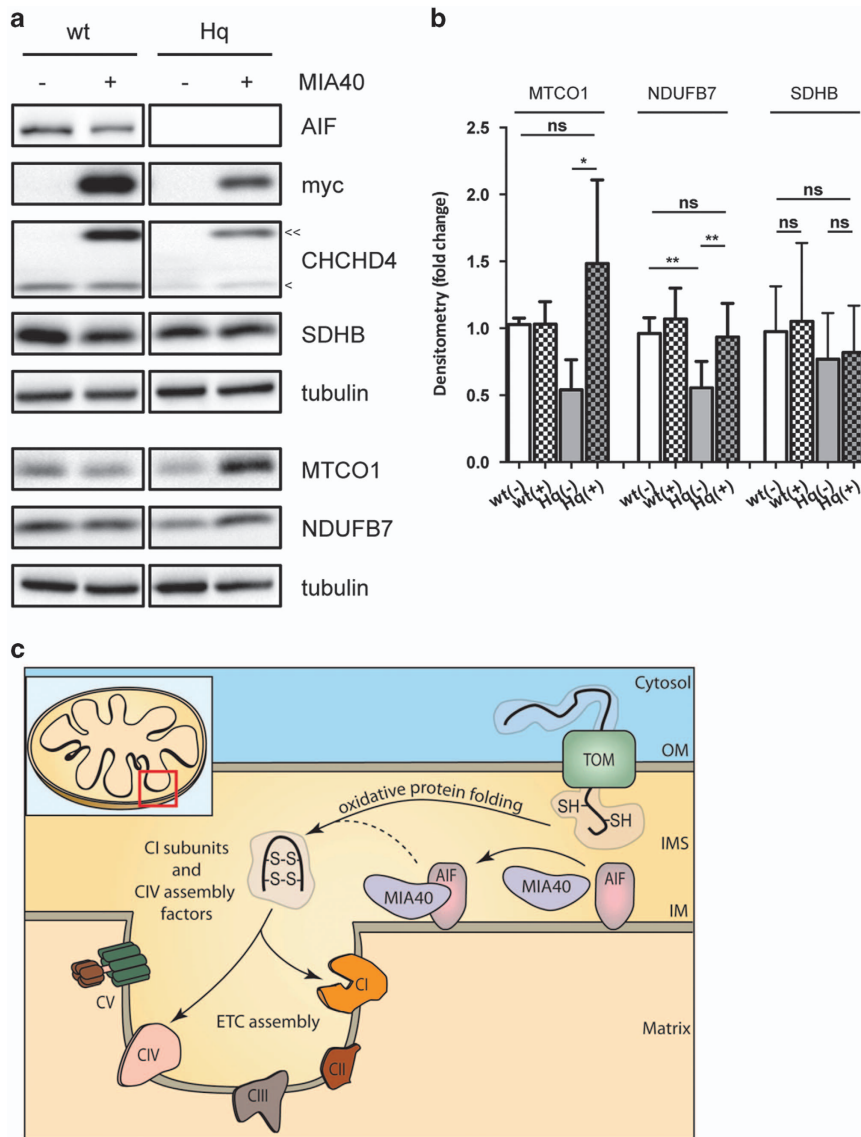 a
wt Hq
- + - + MIA40
AIF
myc
<<
CHCHD4
<
SDHB
tubulin
MTCO1
NDUFB7
tubulin
b
MTCO1 NDUFB7 SDHB
Densitometry (fold change)
2.5
2.0
1.5
1.0
0.5
0.0
ns
*
ns
** **
ns
ns ns
wt(-) wt(+) Hq(-) Hq(+) wt(-) wt(+) Hq(-) Hq(+) wt(-) wt(+) Hq(-) Hq(+)
c
Cytosol
OM
TOM
oxidative protein folding
SH
SH
IMS
CI subunits
and
CIV assembly
factors
-S-S-
-S-S-
MIA40 AIF
MIA40 AIF
IM
CV
CI
ETC assembly
CIV
CII
CIII
Matrix